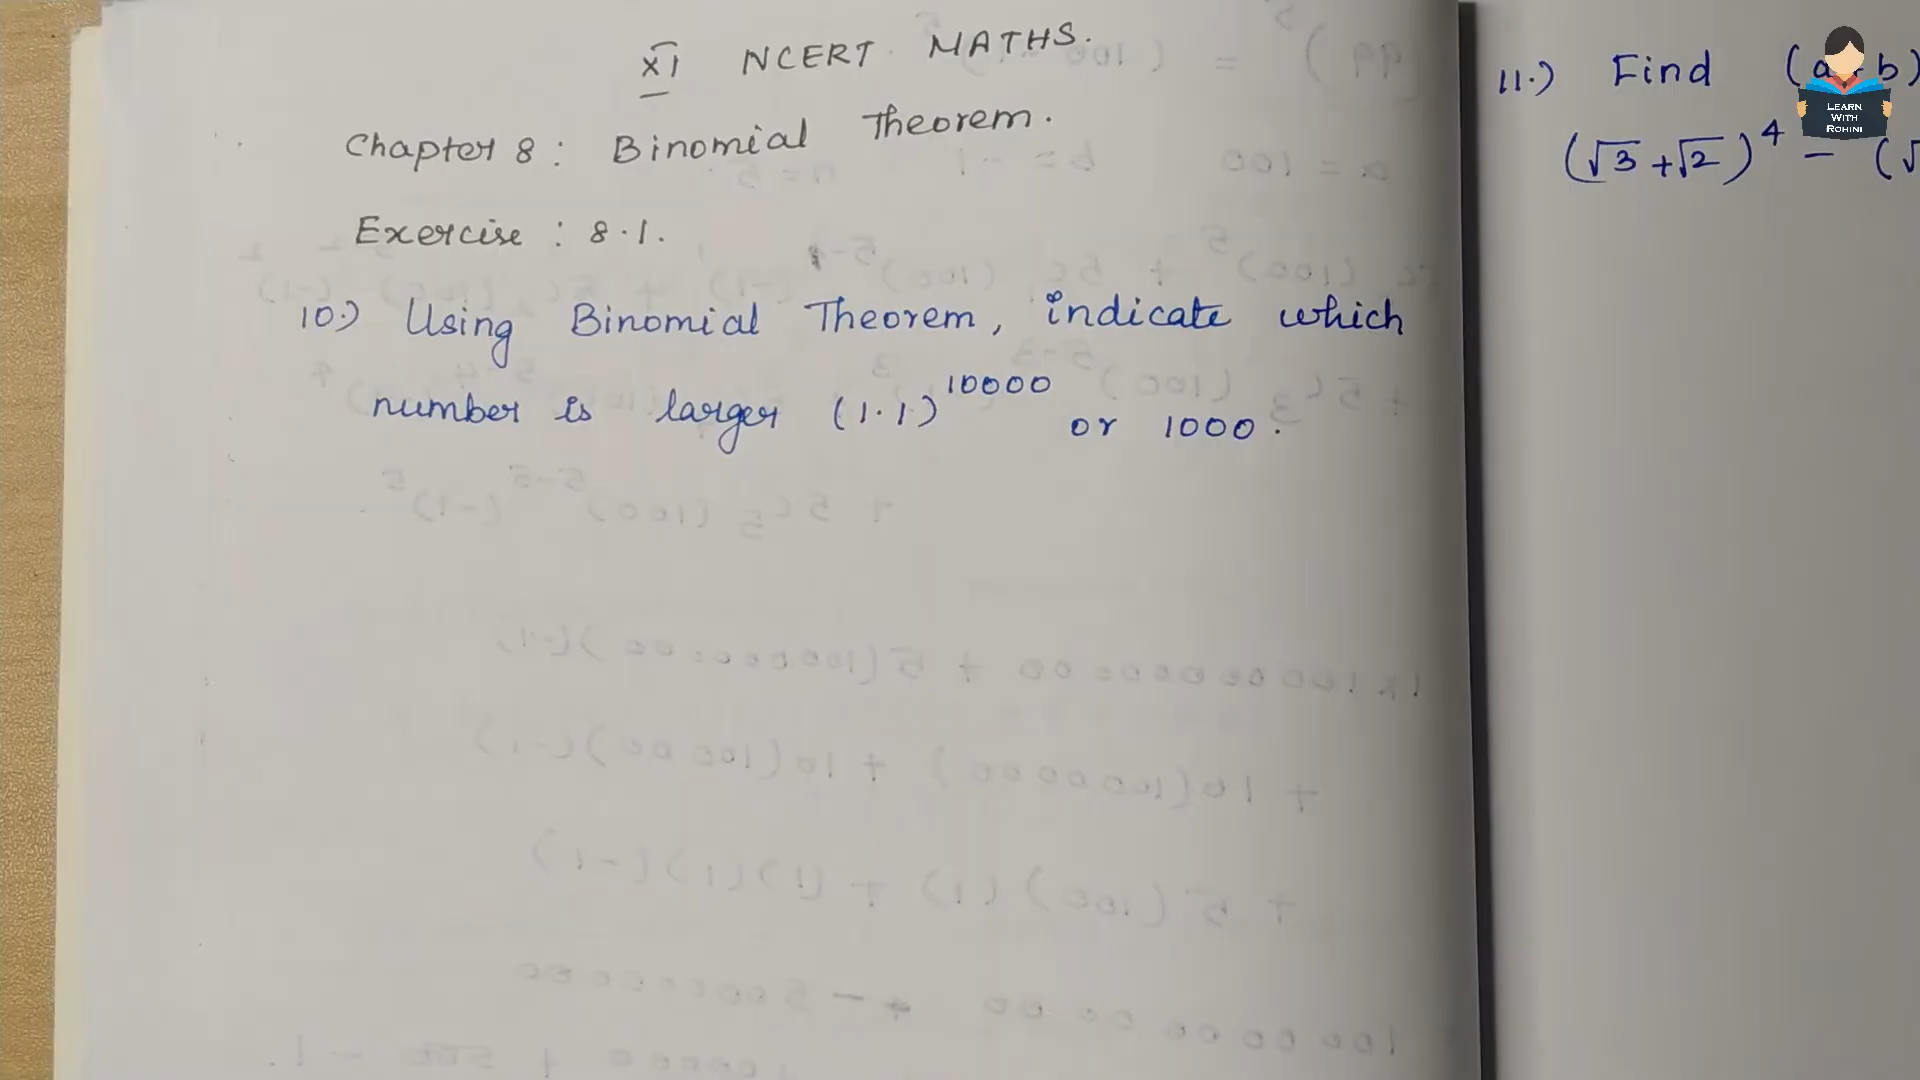 XI NCERT MATHS.
Chapter 8 : Binomial Theorem.
Exercise : 8.1.
10.) Using Binomial Theorem, indicate which
number is larger (1.1)^10000 or 1000.
11.) Find (a+b)
(√3+√2)^4 - (√
LEARN
WITH
ROHINI